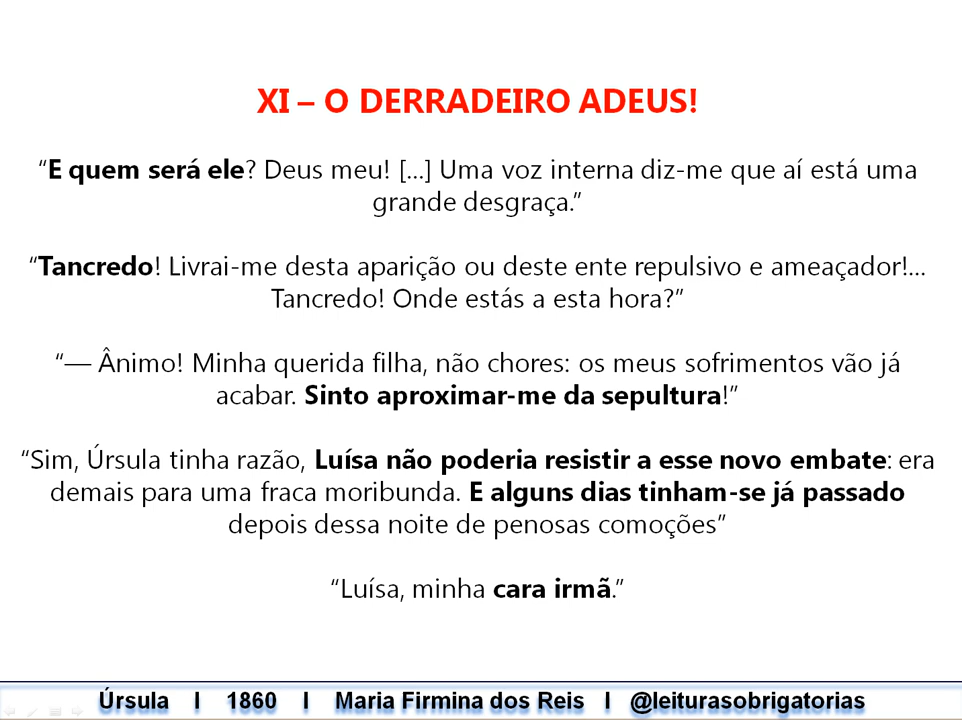 XI – O DERRADEIRO ADEUS!
“E quem será ele? Deus meu! [...] Uma voz interna diz-me que aí está uma
grande desgraça.”
“Tancredo! Livrai-me desta aparição ou deste ente repulsivo e ameaçador!...
Tancredo! Onde estás a esta hora?”
“— Ânimo! Minha querida filha, não chores: os meus sofrimentos vão já
acabar. Sinto aproximar-me da sepultura!”
“Sim, Úrsula tinha razão, Luísa não poderia resistir a esse novo embate: era
demais para uma fraca moribunda. E alguns dias tinham-se já passado
depois dessa noite de penosas comoções”
“Luísa, minha cara irmã.”
Úrsula I 1860 I Maria Firmina dos Reis I @leiturasobrigatorias